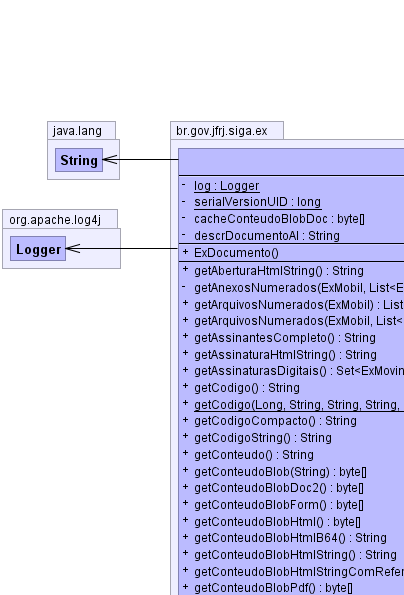 java.lang
String
org.apache.log4j
Logger
br.gov.jfrj.siga.ex
- log : Logger
- serialVersionUID : long
- cacheConteudoBlobDoc : byte[]
- descrDocumentoAI : String
+ ExDocumento()
+ getAberturaHtmlString() : String
- getAnexosNumerados(ExMobil, List<E
+ getArquivosNumerados(ExMobil) : List
+ getArquivosNumerados(ExMobil, List<
+ getAssinantesCompleto() : String
+ getAssinaturaHtmlString() : String
+ getAssinaturasDigitais() : Set<ExMovin
+ getCodigo() : String
+ getCodigo(Long, String, String, String,
+ getCodigoCompacto() : String
+ getCodigoString() : String
+ getConteudo() : String
+ getConteudoBlob(String) : byte[]
+ getConteudoBlobDoc2() : byte[]
+ getConteudoBlobForm() : byte[]
+ getConteudoBlobHtml() : byte[]
+ getConteudoBlobHtmlB64() : String
+ getConteudoBlobHtmlString() : String
+ getConteudoBlobHtmlStringComRefer
+ getConteudoBlobPdf() : byte[]